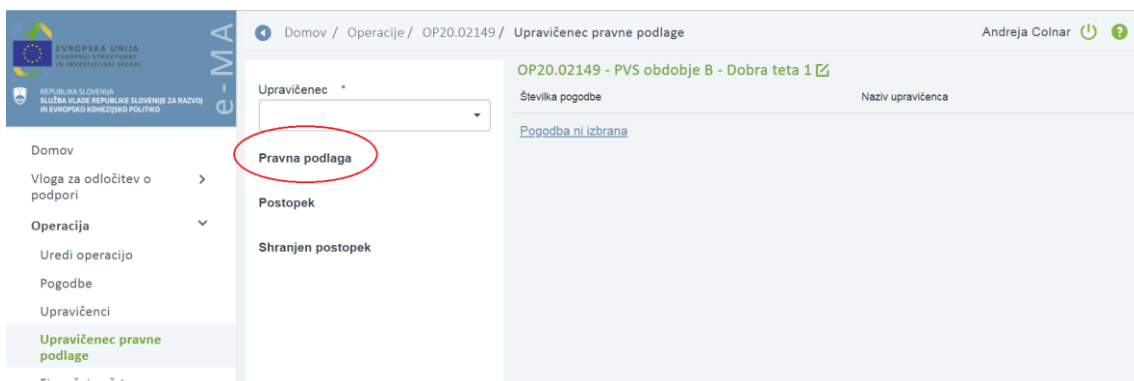 EVROPSKA UNIJA
EVROPSKI STRUKTURNI
IN INVESTICIJSKI SKLADI
REPUBLIKA SLOVENIJA
SLUŽBA VLADE REPUBLIKE SLOVENIJE ZA RAZVOJ
IN EVROPSKO KOHEZIJSKO POLITIKO
e-MA
Domov / Operacije / OP20.02149 / Upravičenec pravne podlage
Andreja Colnar
Domov
Vloga za odločitev o
podpori
Operacija
Uredi operacijo
Pogodbe
Upravičenci
Upravičenec pravne
podlage
Upravičenec *
Pravna podlaga
Postopek
Shranjen postopek
OP20.02149 - PVS obdobje B - Dobra teta 1
Številka pogodbe
Naziv upravičenca
Pogodba ni izbrana